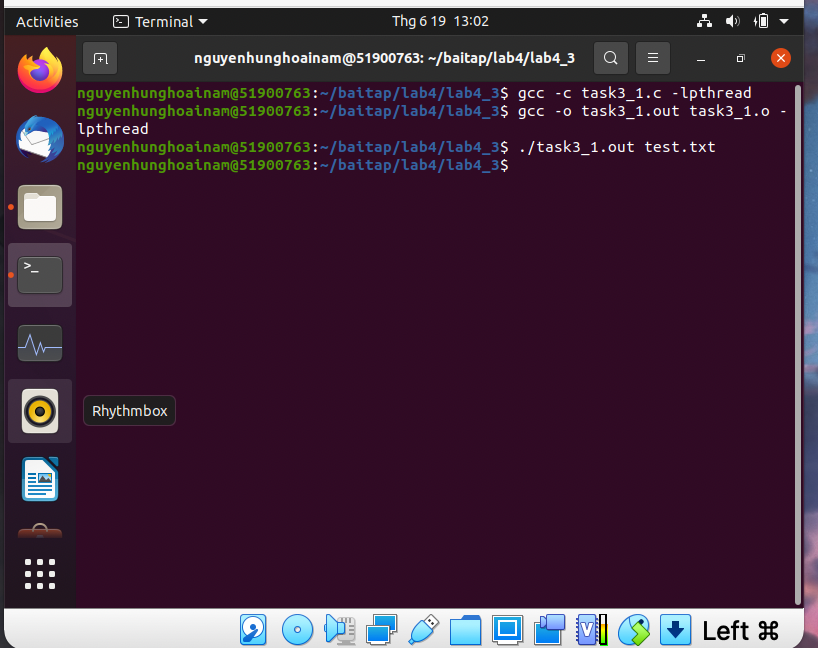 Activities
Terminal
Thg 6 19 13:02
nguyenhunghoainam@51900763: ~/baitap/lab4/lab4_3
nguyenhunghoainam@51900763:~/baitap/lab4/lab4_3$ gcc -c task3_1.c -lpthread
nguyenhunghoainam@51900763:~/baitap/lab4/lab4_3$ gcc -o task3_1.out task3_1.o -
lpthread
nguyenhunghoainam@51900763:~/baitap/lab4/lab4_3$ ./task3_1.out test.txt
nguyenhunghoainam@51900763:~/baitap/lab4/lab4_3$
Rhythmbox
Left ⌘